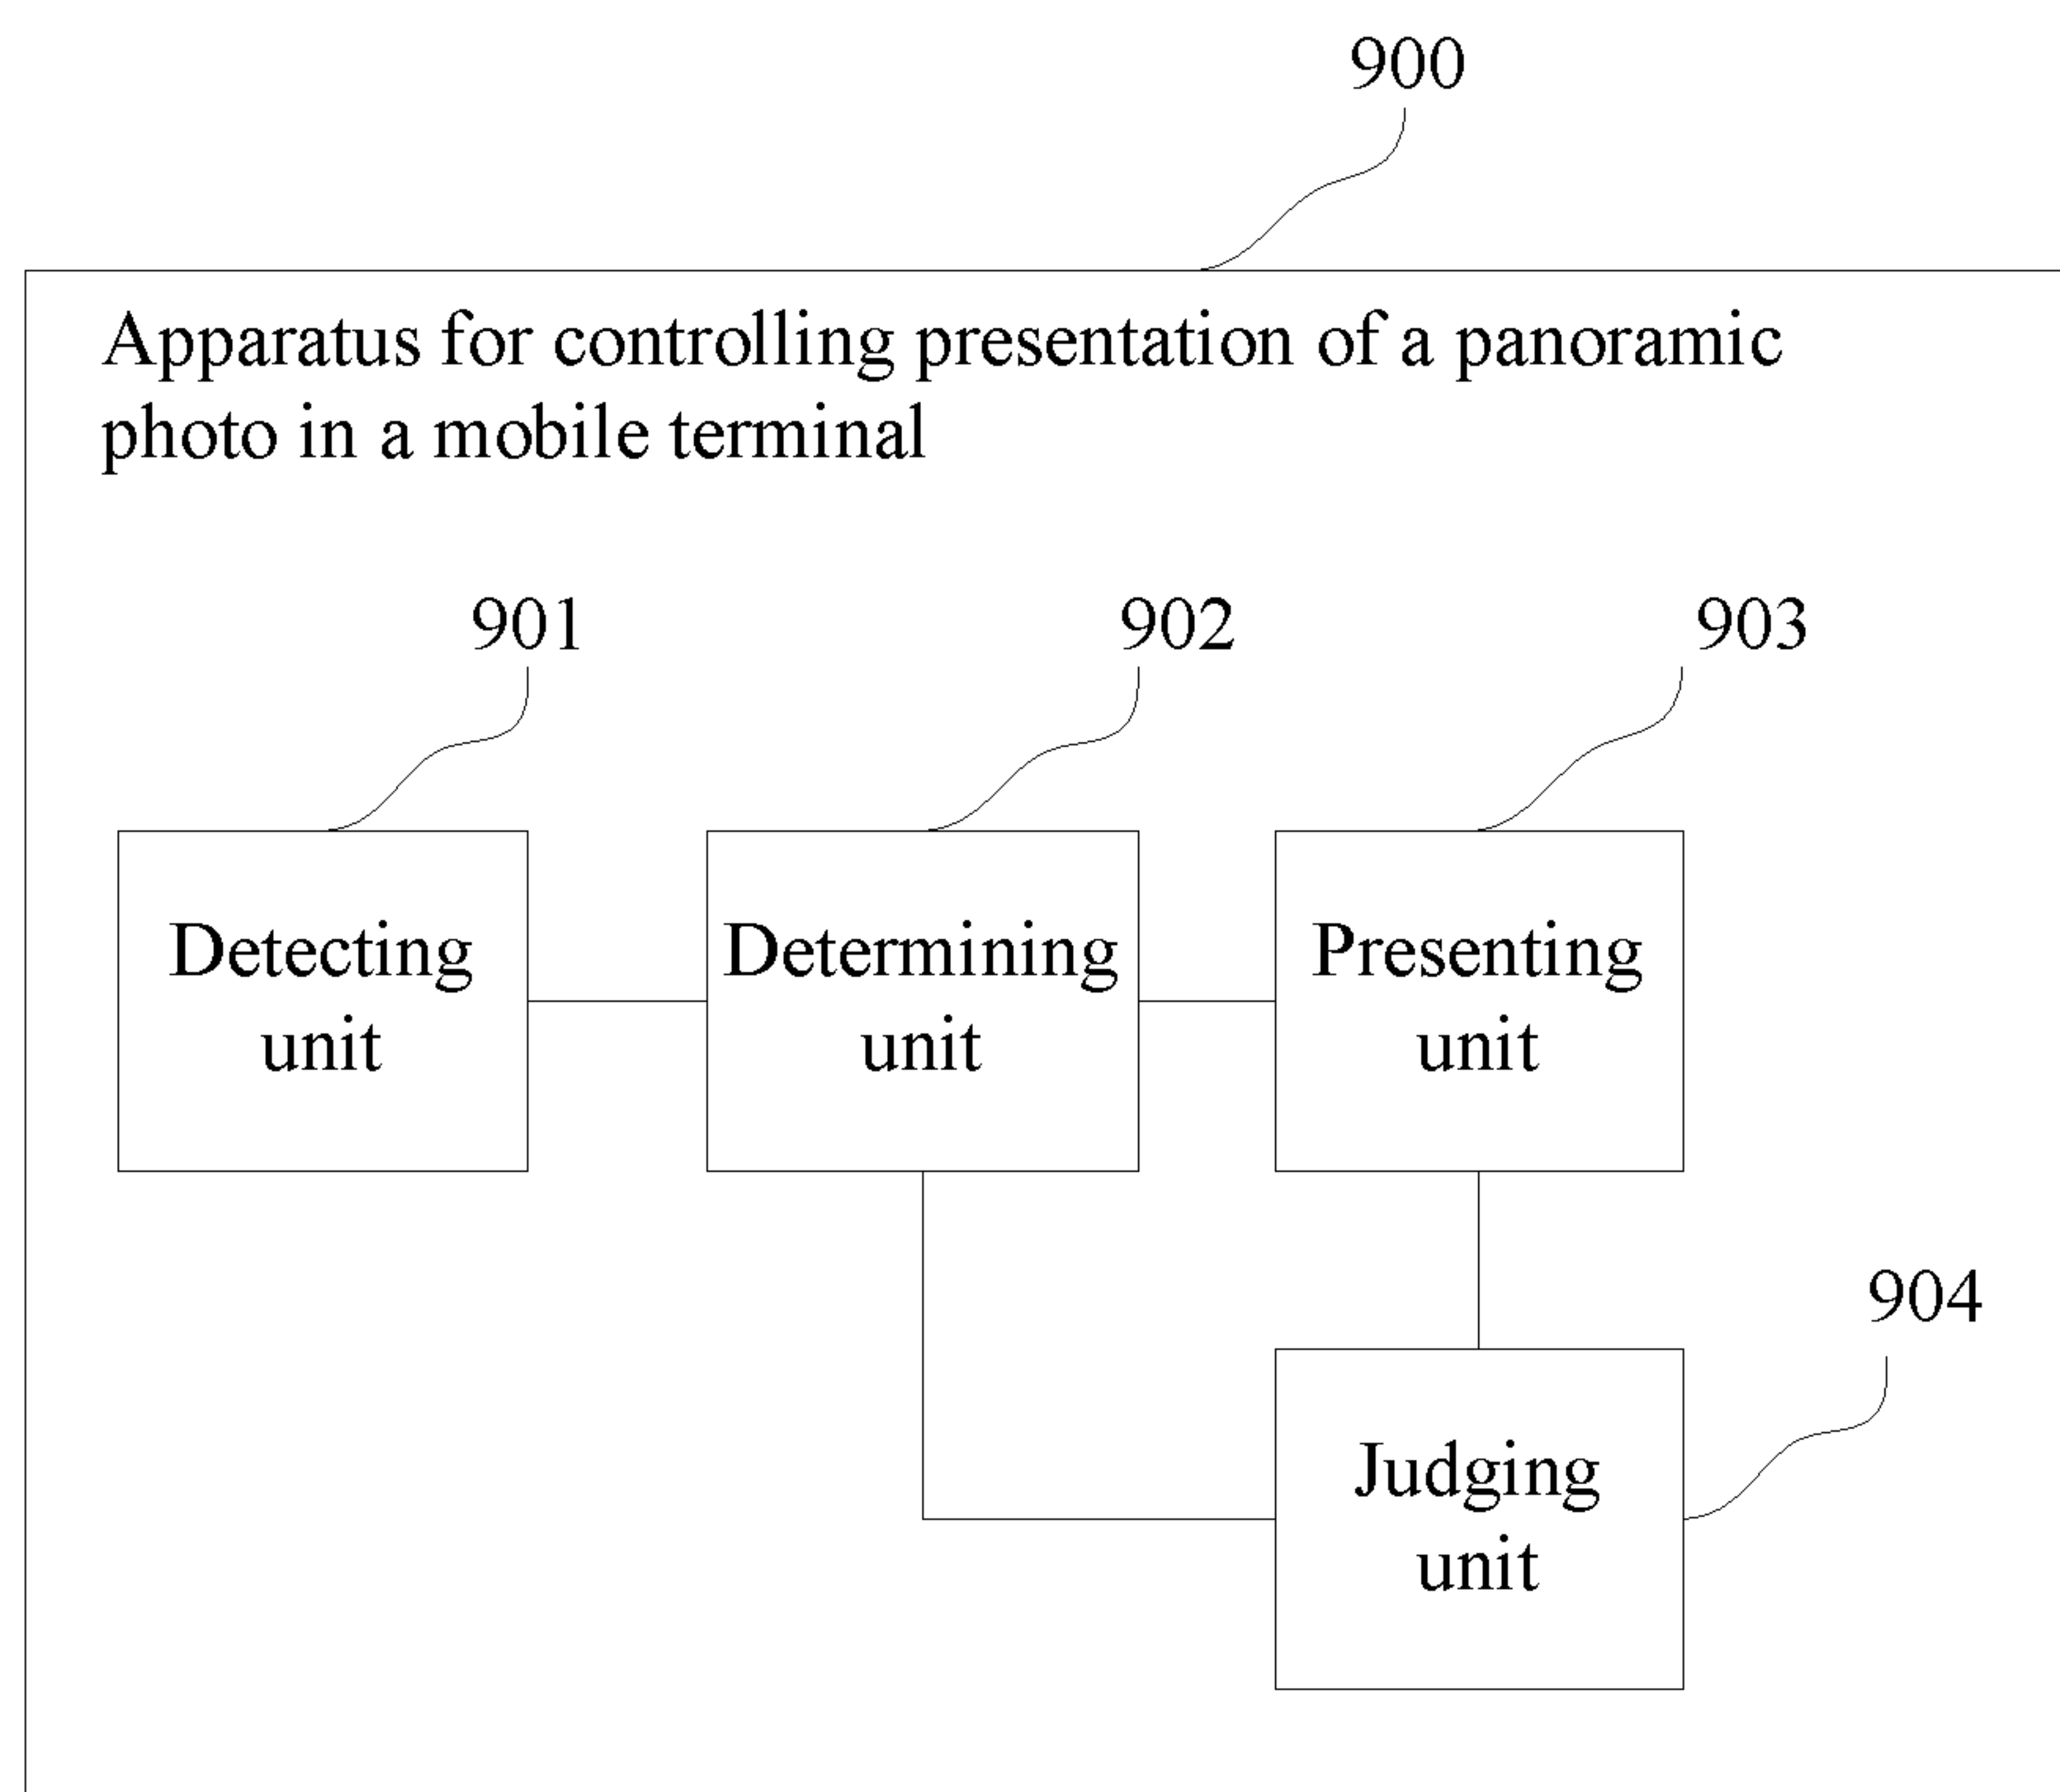 900
Apparatus for controlling presentation of a panoramic
photo in a mobile terminal
901
902
903
Detecting
unit
Determining
unit
Presenting
unit
904
Judging
unit